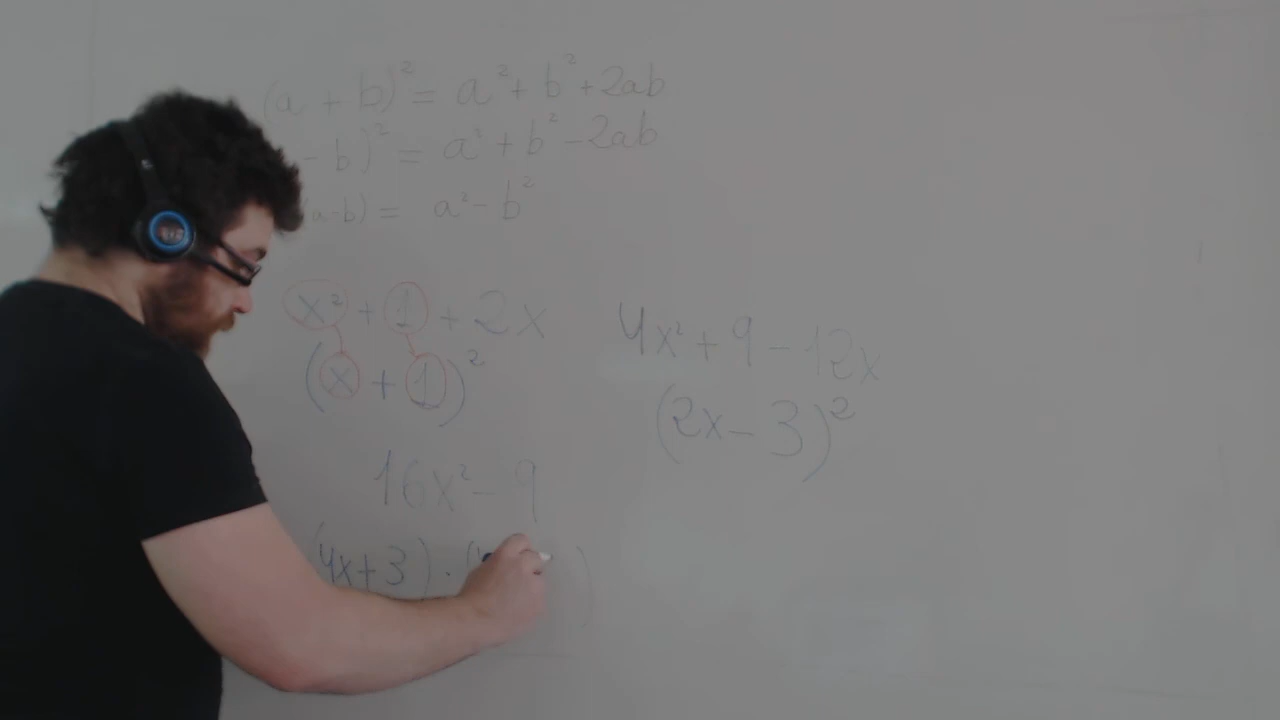 (a + b)² = a² + b² + 2ab
- b)² = a² + b² - 2ab
(a-b) = a² - b²
x² + 1 + 2x
(x + 1)²
4x² + 9 - 12x
(2x - 3)²
16x² - 9
(4x+3) · ( )